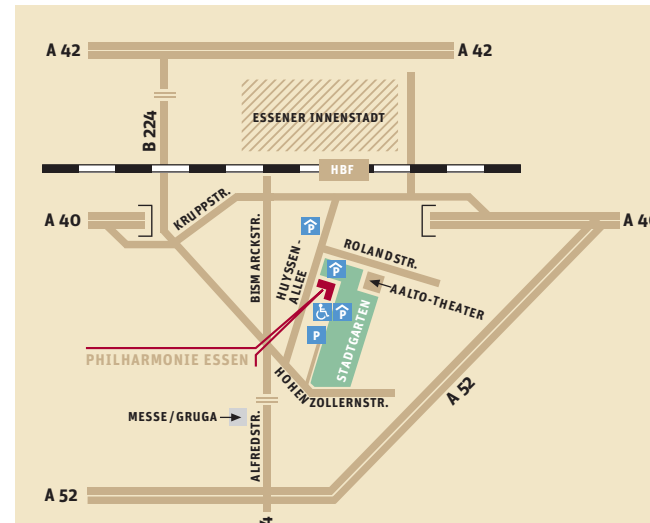 A 42
A 42
B 224
ESSENER INNENSTADT
HBF
A 40
KRUPPSTR.
BISMARCKSTR.
HUYSSEN-
ALLEE
P
ROLANDSTR.
P
AALTO-THEATER
P
P
STADTGARTEN
PHILHARMONIE ESSEN
HOHENZOLLERNSTR.
MESSE/GRUGA
ALFREDSTR.
A 52
A 52